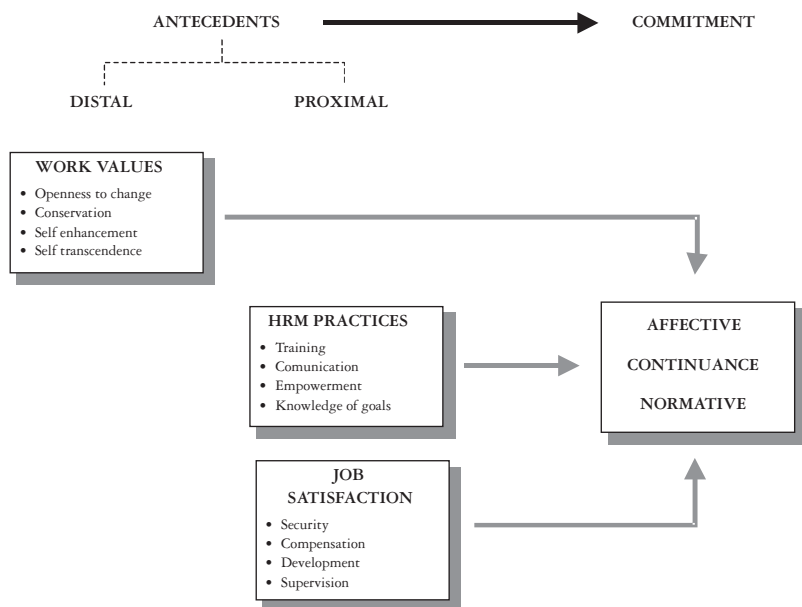 ANTECEDENTS
COMMITMENT
DISTAL
PROXIMAL
WORK VALUES
• Openness to change
• Conservation
• Self enhancement
• Self transcendence
HRM PRACTICES
• Training
• Comunication
• Empowerment
• Knowledge of goals
AFFECTIVE
CONTINUANCE
NORMATIVE
JOB
SATISFACTION
• Security
• Compensation
• Development
• Supervision